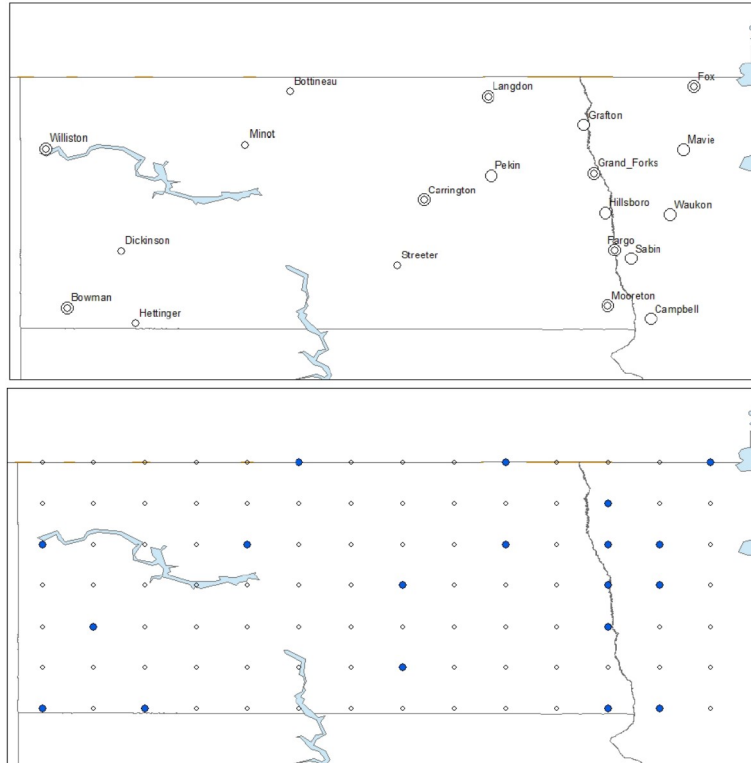 Bottineau
Langdon
Fox
Grafton
Williston
Minot
Mavie
Grand_Forks
Pekin
Carrington
Hillsboro
Waukon
Dickinson
Fargo
Streeter
Sabin
Bowman
Mooreton
Hettinger
Campbell